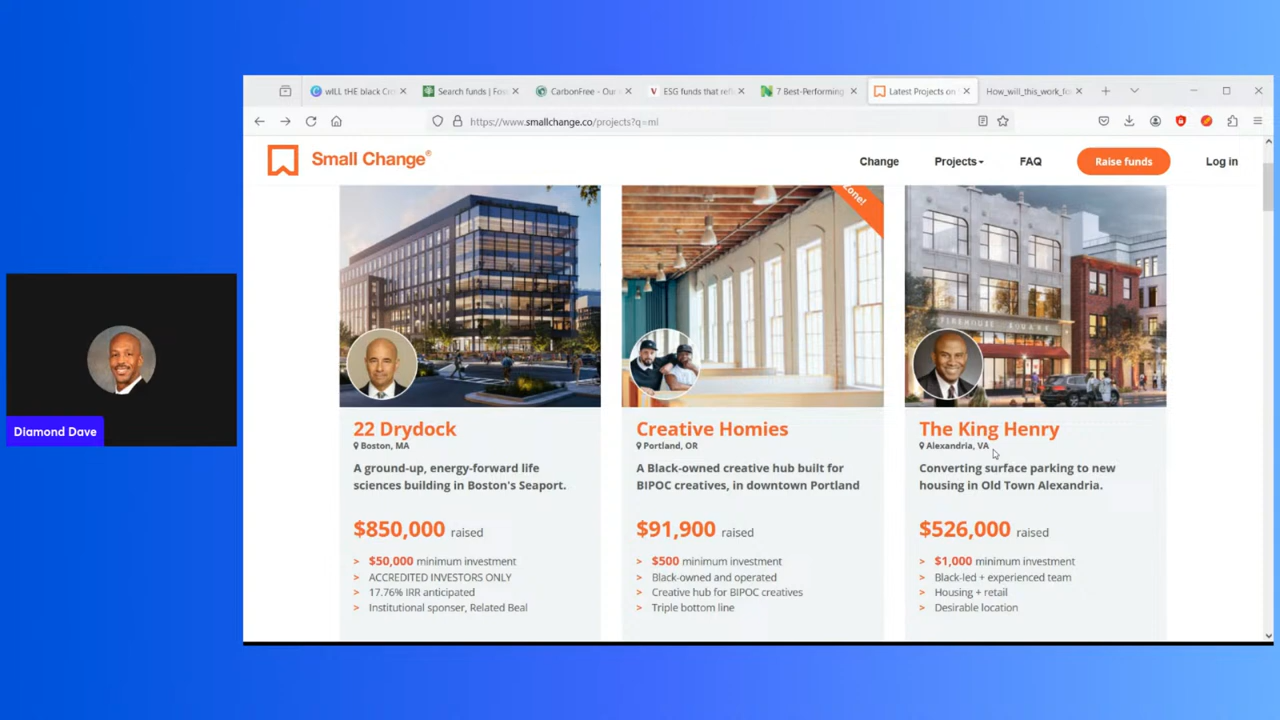 wILL tHE black Cre
Search funds | Fos
CarbonFree - Our
ESG funds that refl
7 Best-Performing
Latest Projects on
How_will_this_work_fo
https://www.smallchange.co/projects?q=ml
Small Change®
Change
Projects
FAQ
Raise funds
Log in
Zone!
FIREHOUSE SQUARE
Diamond Dave
22 Drydock
Boston, MA
A ground-up, energy-forward life
sciences building in Boston's Seaport.
$850,000 raised
> $50,000 minimum investment
> ACCREDITED INVESTORS ONLY
> 17.76% IRR anticipated
> Institutional sponser, Related Beal
Creative Homies
Portland, OR
A Black-owned creative hub built for
BIPOC creatives, in downtown Portland
$91,900 raised
> $500 minimum investment
> Black-owned and operated
> Creative hub for BIPOC creatives
> Triple bottom line
The King Henry
Alexandria, VA
Converting surface parking to new
housing in Old Town Alexandria.
$526,000 raised
> $1,000 minimum investment
> Black-led + experienced team
> Housing + retail
> Desirable location